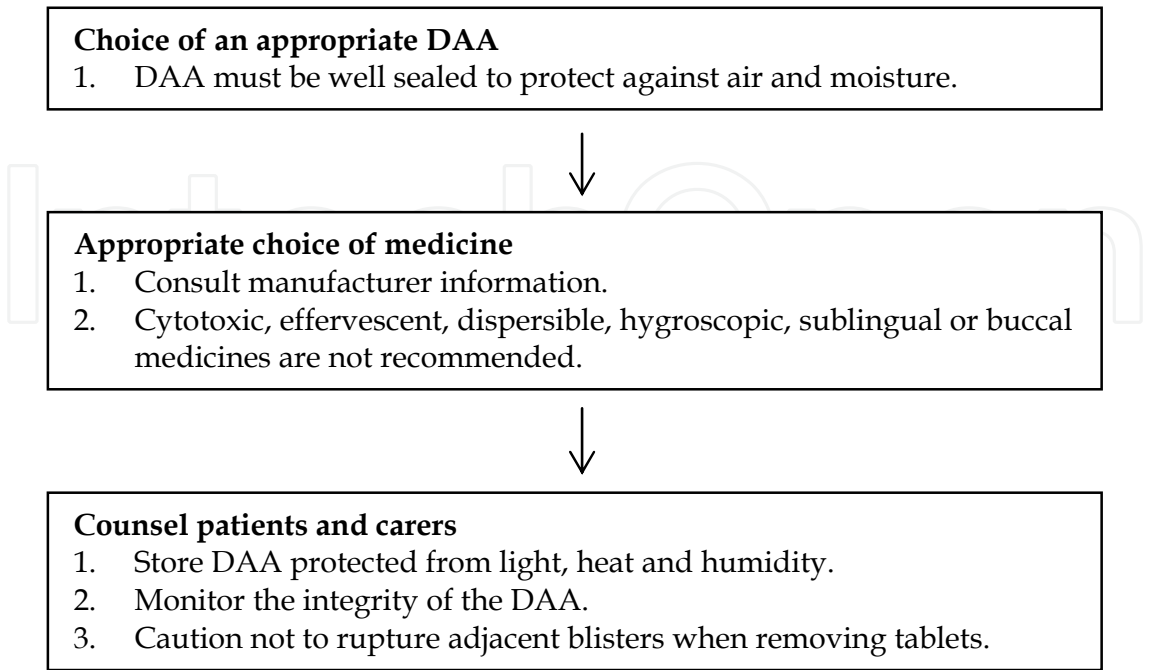 Choice of an appropriate DAA
1. DAA must be well sealed to protect against air and moisture.
IntechOpen
Appropriate choice of medicine
1. Consult manufacturer information.
2. Cytotoxic, effervescent, dispersible, hygroscopic, sublingual or buccal
medicines are not recommended.
Counsel patients and carers
1. Store DAA protected from light, heat and humidity.
2. Monitor the integrity of the DAA.
3. Caution not to rupture adjacent blisters when removing tablets.